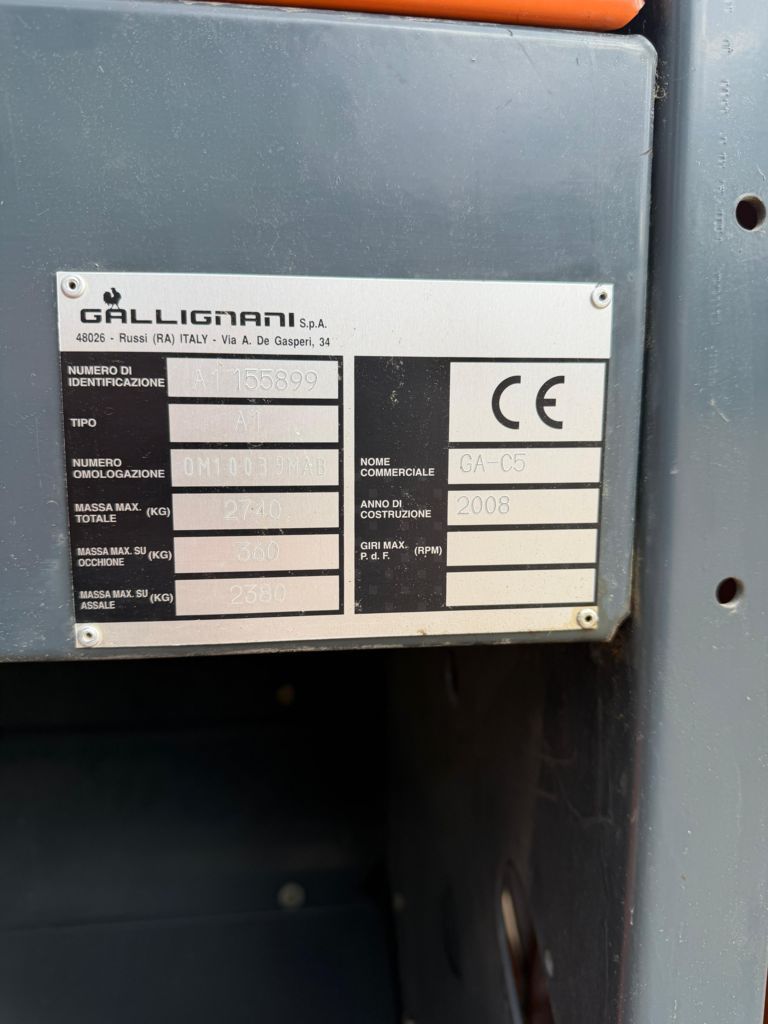 GALLIGNANI S.p.A.
48026 - Russi (RA) ITALY - Via A. De Gasperi, 34
NUMERO DI IDENTIFICAZIONE A1 155899
TIPO A1
NUMERO OMOLOGAZIONE 0M10039MAB
MASSA MAX. TOTALE (KG) 2740
MASSA MAX. SU OCCHIONE (KG) 360
MASSA MAX. SU ASSALE (KG) 2380
CE
NOME COMMERCIALE GA-C5
ANNO DI COSTRUZIONE 2008
GIRI MAX. P. d. F. (RPM)